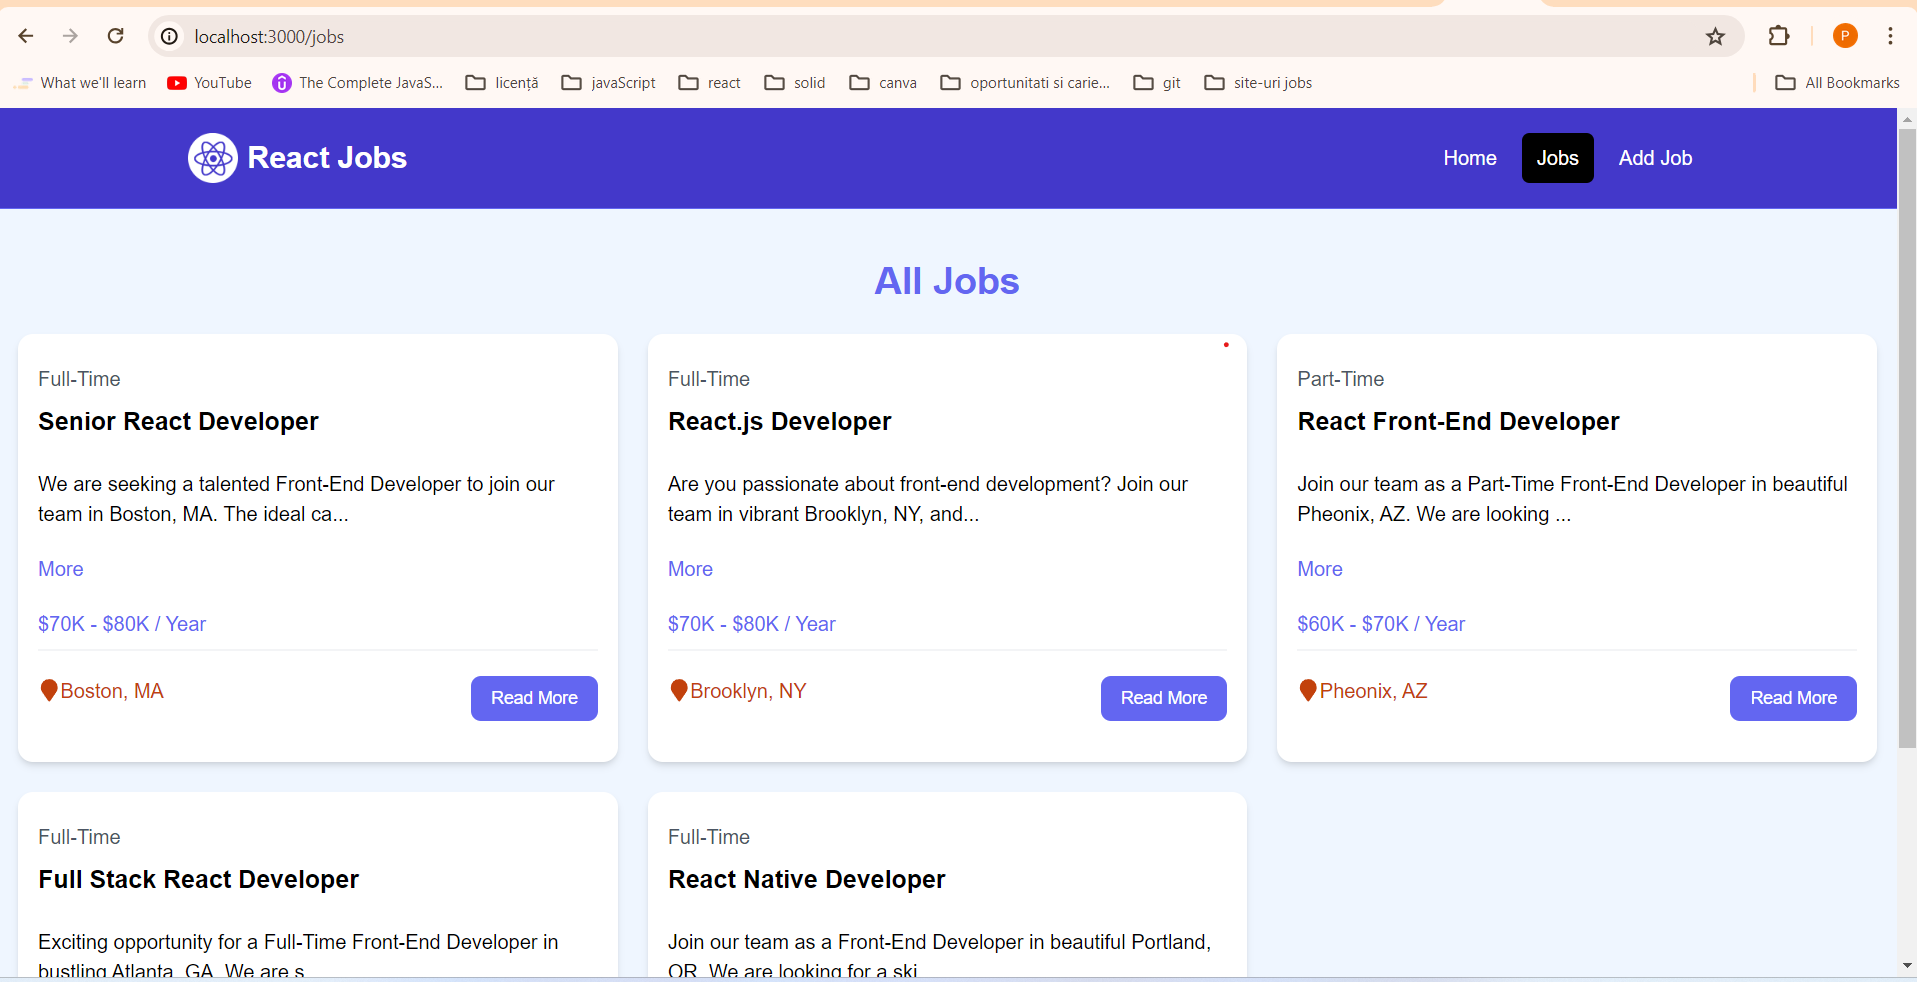 localhost:3000/jobs
P
What we'll learn
YouTube
The Complete JavaS...
licență
javaScript
react
solid
canva
oportunitati si carie...
git
site-uri jobs
All Bookmarks
React Jobs
Home
Jobs
Add Job
All Jobs
Full-Time
Senior React Developer
We are seeking a talented Front-End Developer to join our
team in Boston, MA. The ideal ca...
More
$70K - $80K / Year
Boston, MA
Read More
Full-Time
React.js Developer
Are you passionate about front-end development? Join our
team in vibrant Brooklyn, NY, and...
More
$70K - $80K / Year
Brooklyn, NY
Read More
Part-Time
React Front-End Developer
Join our team as a Part-Time Front-End Developer in beautiful
Pheonix, AZ. We are looking ...
More
$60K - $70K / Year
Pheonix, AZ
Read More
Full-Time
Full Stack React Developer
Exciting opportunity for a Full-Time Front-End Developer in
bustling Atlanta, GA. We are s
Full-Time
React Native Developer
Join our team as a Front-End Developer in beautiful Portland,
OR. We are looking for a ski